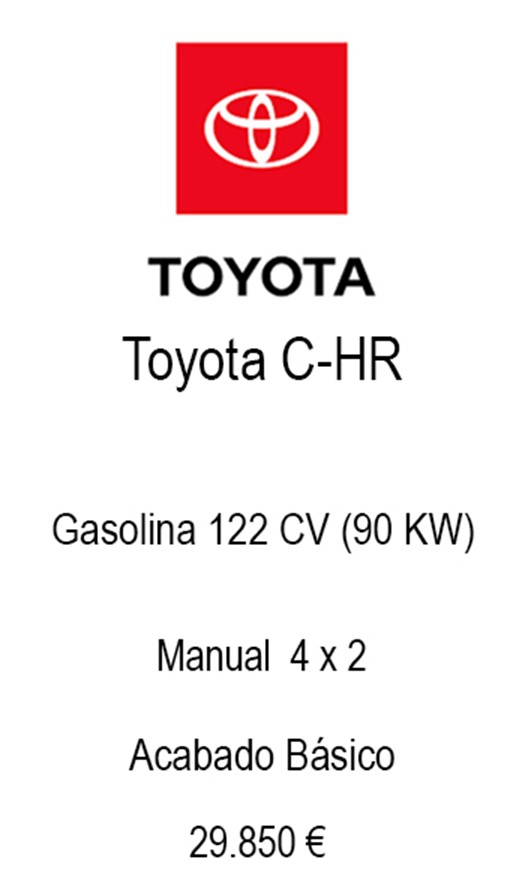 TOYOTA
Toyota C-HR
Gasolina 122 CV (90 KW)
Manual 4 x 2
Acabado Básico
29.850 €